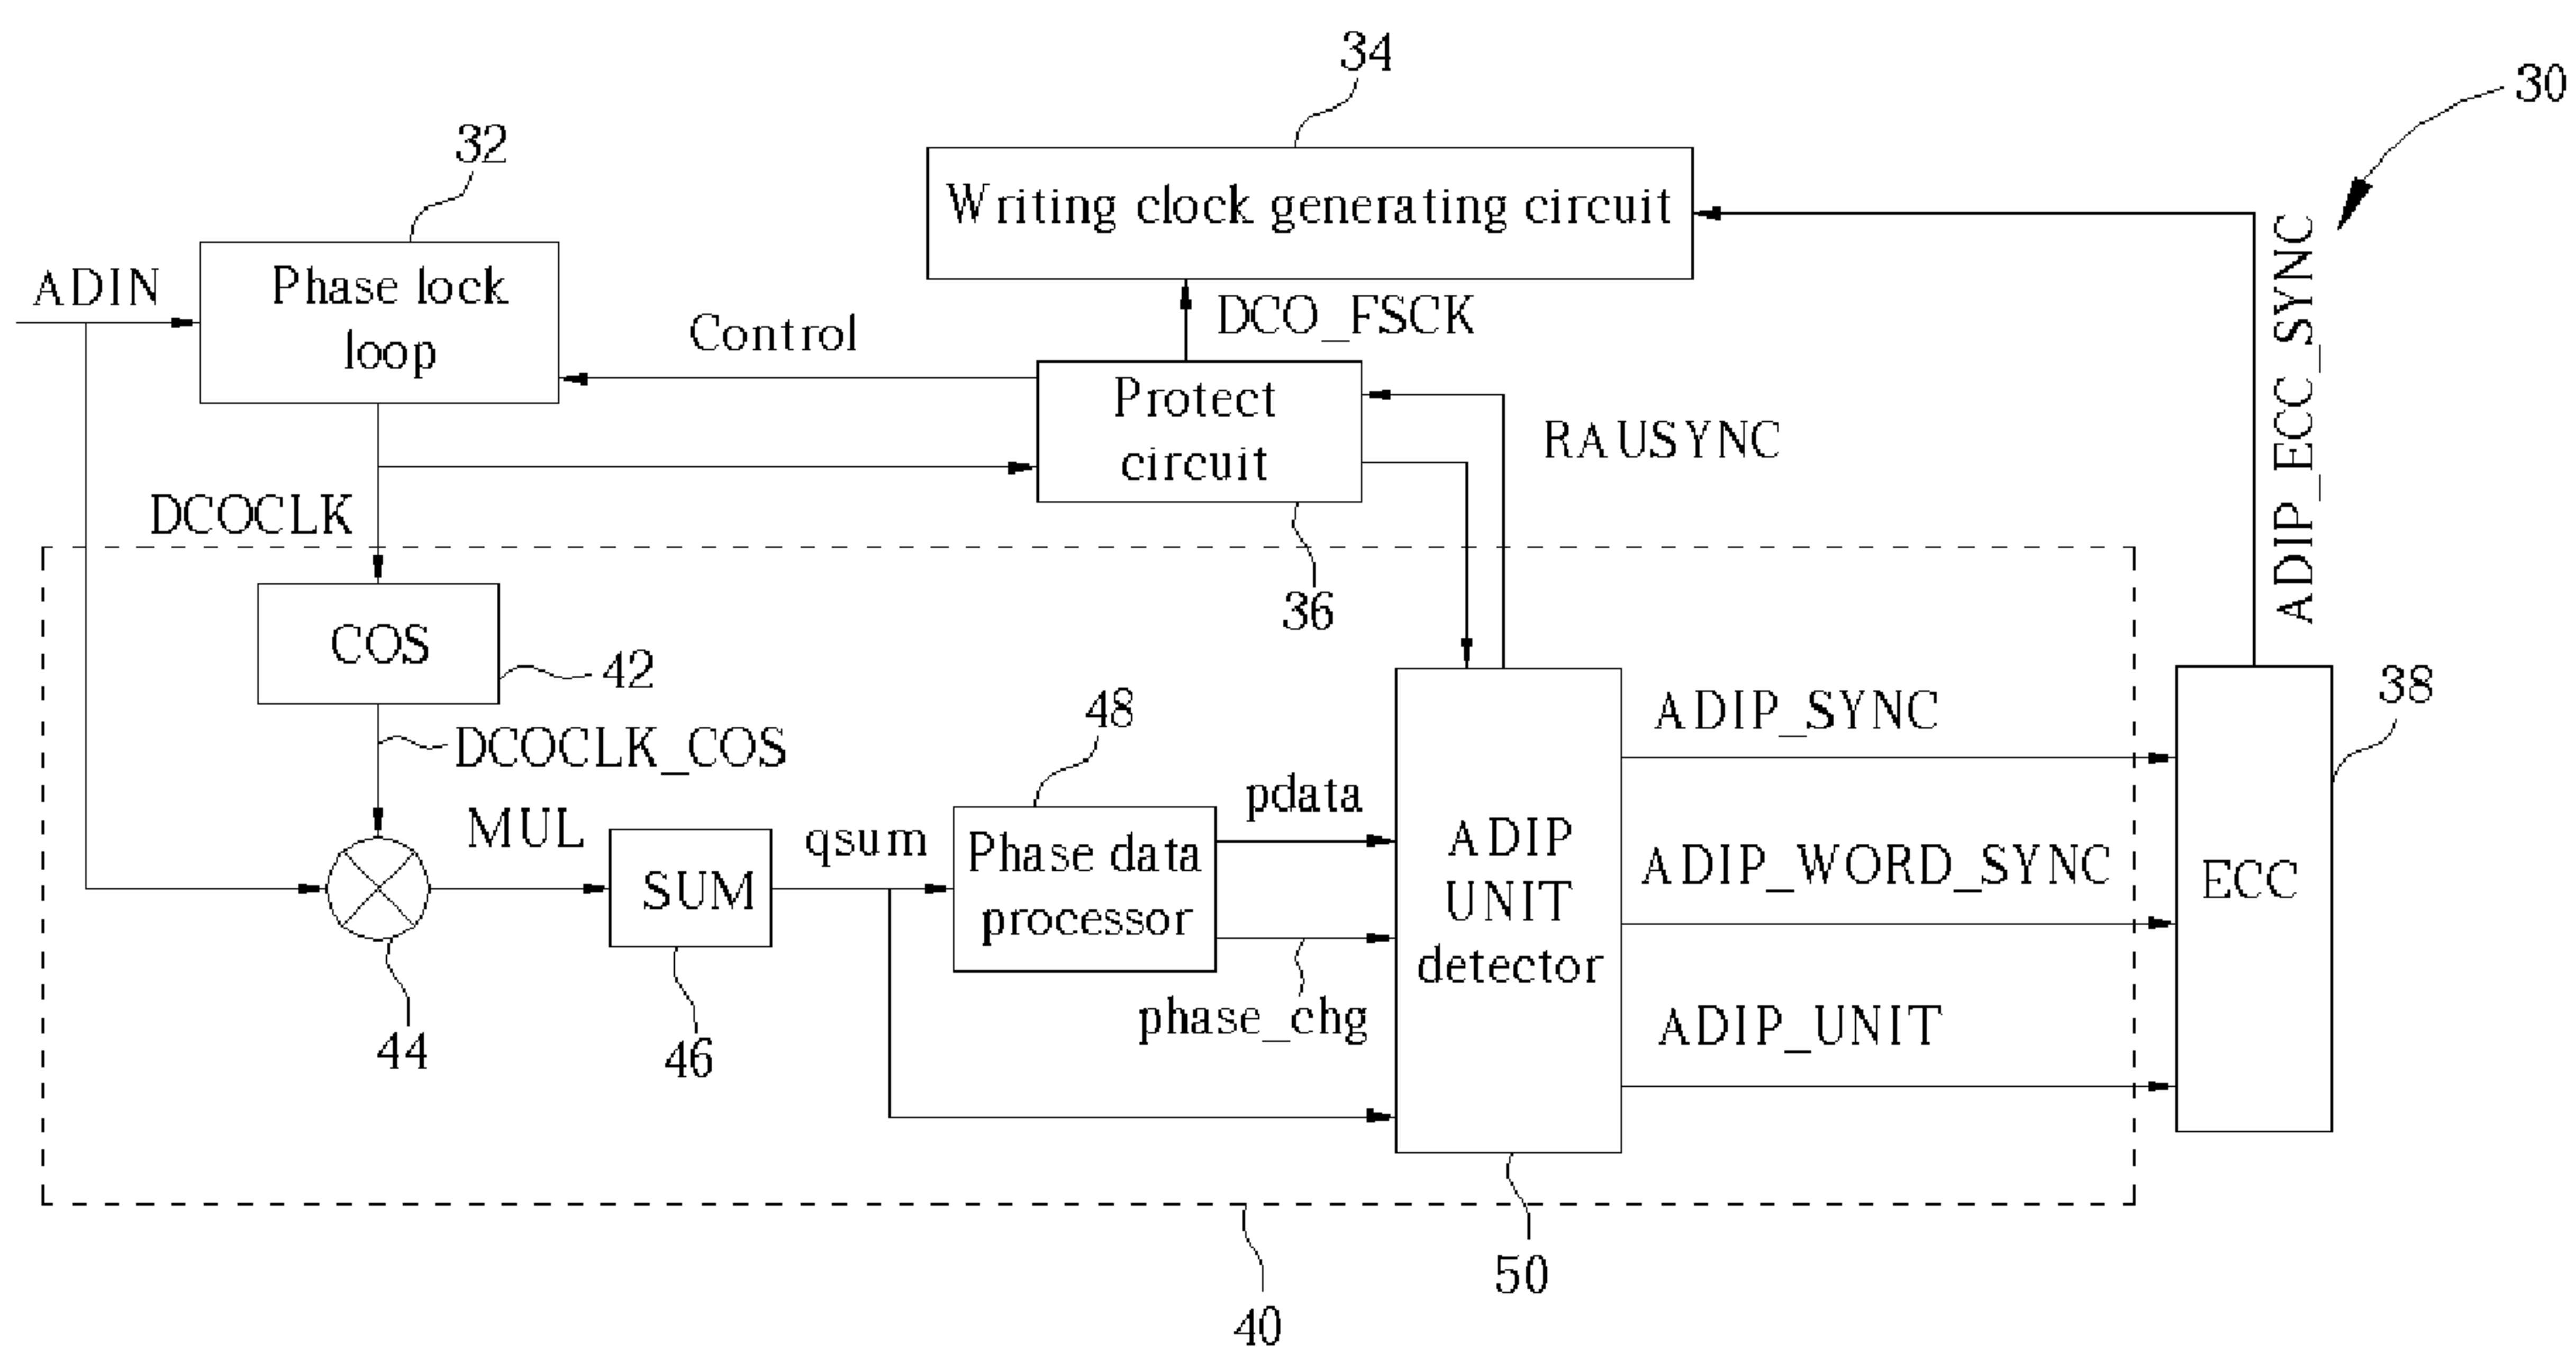 34
30
32
Writing clock generating circuit
ADIN
Phase lock
loop
Control
DCO_FSCK
ADIP_ECC_SYNC
Protect
circuit
RAUSYNC
DCOCLK
36
COS
42
48
38
ADIP_SYNC
DCOCLK_COS
pdata
MUL
qsum
Phase data
processor
ADIP
UNIT
detector
ADIP_WORD_SYNC
ECC
SUM
phase_chg
ADIP_UNIT
44
46
50
40